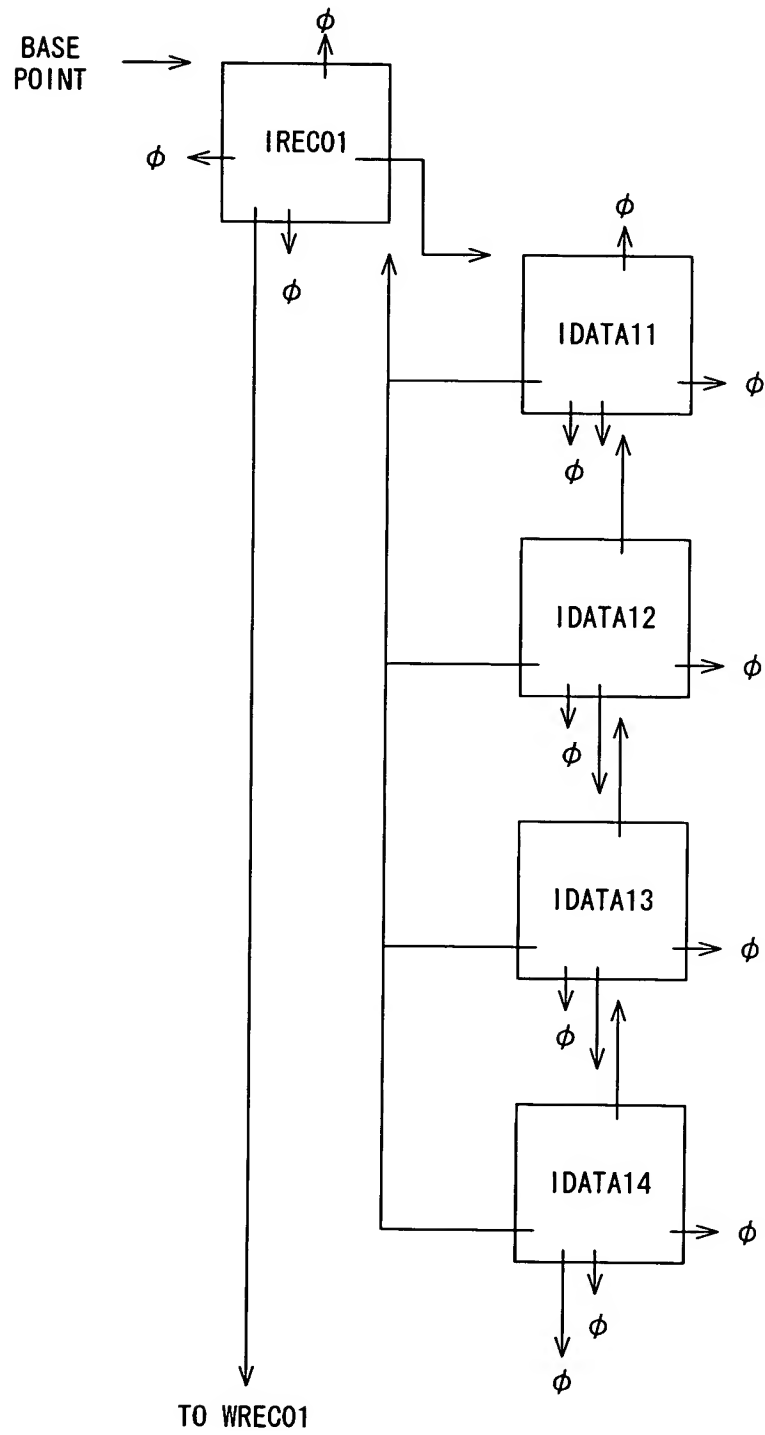 BASE
POINT
ϕ
IREC01
ϕ
ϕ
ϕ
IDATA11
ϕ
ϕ
IDATA12
ϕ
ϕ
IDATA13
ϕ
ϕ
IDATA14
ϕ
ϕ
ϕ
TO WREC01